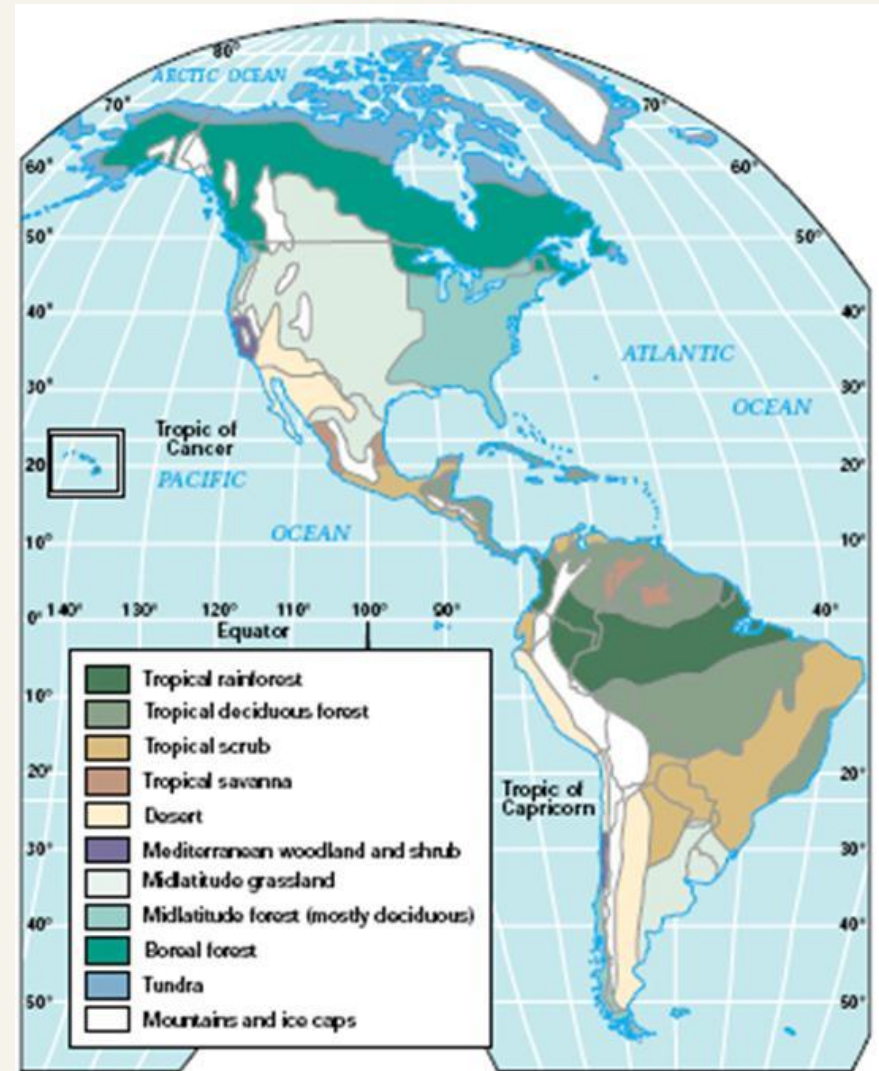 80°
ARCTIC OCEAN
70°
70°
60°
60°
50°
50°
40°
40°
ATLANTIC
30°
30°
OCEAN
Tropic of
Cancer
20
20°
PACIFIC
OCEAN
10°
10°
0°
140°
130°
120°
110°
100°
90°
40°
Equator
Tropical rainforest
Tropical deciduous forest
Tropical scrub
Tropical savanna
Desert
Mediterranean woodland and shrub
Midlatitude grassland
Midlatitude forest (mostly deciduous)
Boreal forest
Tundra
Mountains and ice caps
10°
10°
20°
Tropic of
Capricorn
20°
30°
30°
40°
40°
50°
50°